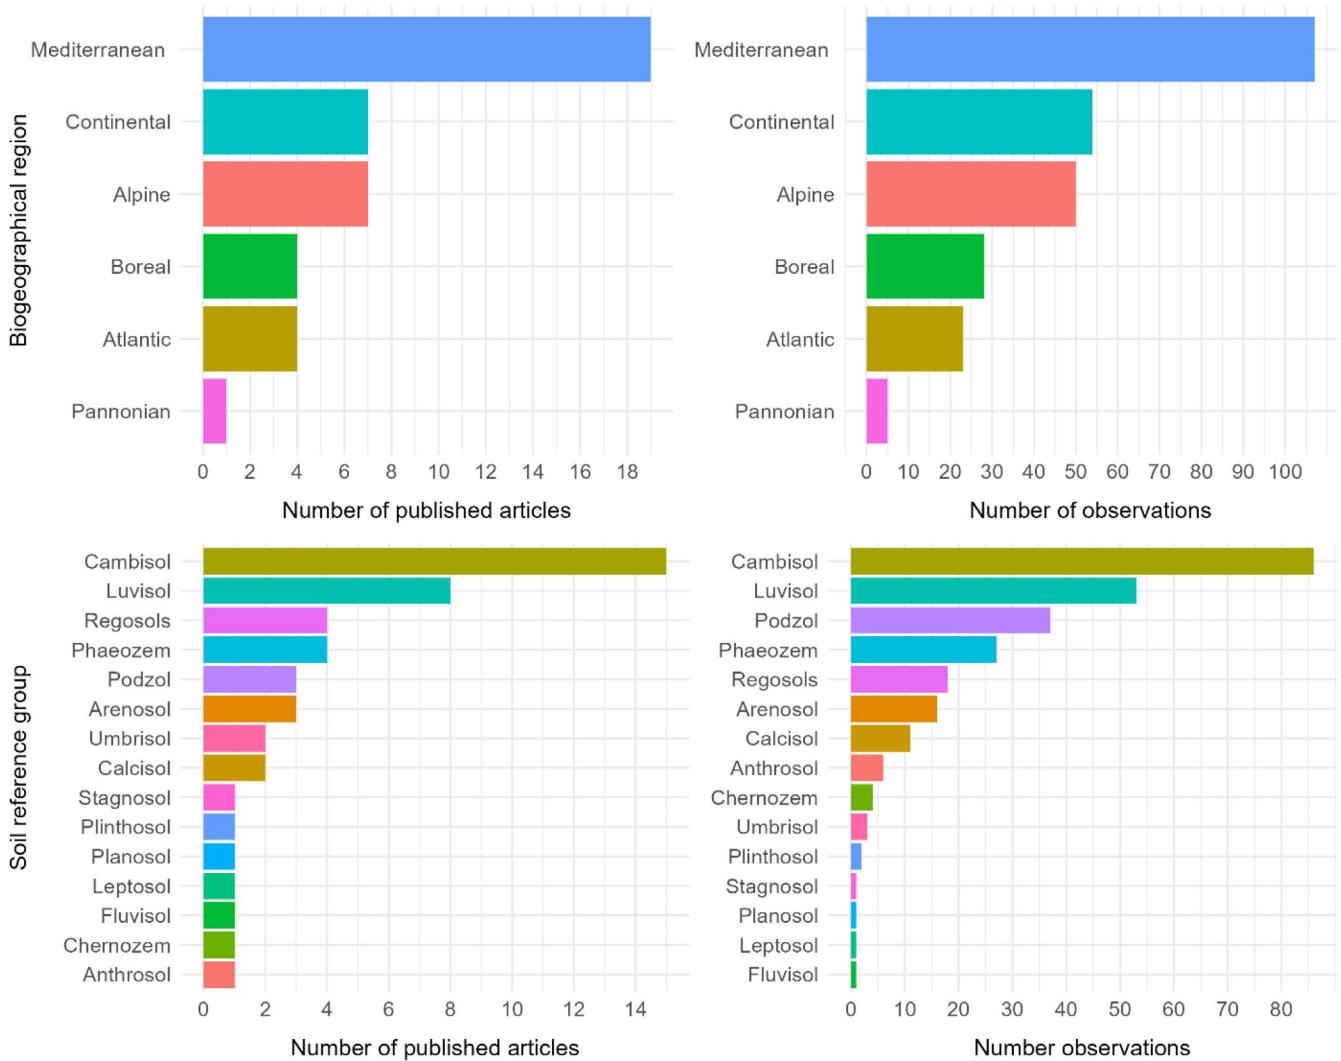 Biogeographical region
Mediterranean
Continental
Alpine
Boreal
Atlantic
Pannonian
0 2 4 6 8 10 12 14 16 18
Number of published articles
Mediterranean
Continental
Alpine
Boreal
Atlantic
Pannonian
0 10 20 30 40 50 60 70 80 90 100
Number of observations
Soil reference group
Cambisol
Luvisol
Regosols
Phaeozem
Podzol
Arenosol
Umbrisol
Calcisol
Stagnosol
Plinthosol
Planosol
Leptosol
Fluvisol
Chernozem
Anthrosol
0 2 4 6 8 10 12 14
Number of published articles
Cambisol
Luvisol
Podzol
Phaeozem
Regosols
Arenosol
Calcisol
Anthrosol
Chernozem
Umbrisol
Plinthosol
Stagnosol
Planosol
Leptosol
Fluvisol
0 10 20 30 40 50 60 70 80
Number observations